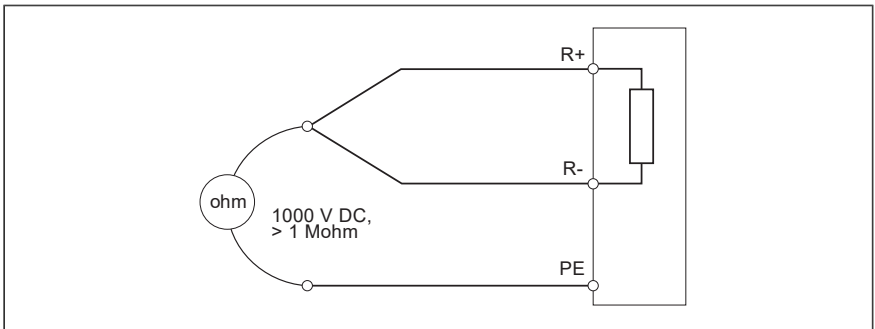 R+
R-
ohm
1000 V DC,
> 1 Mohm
PE